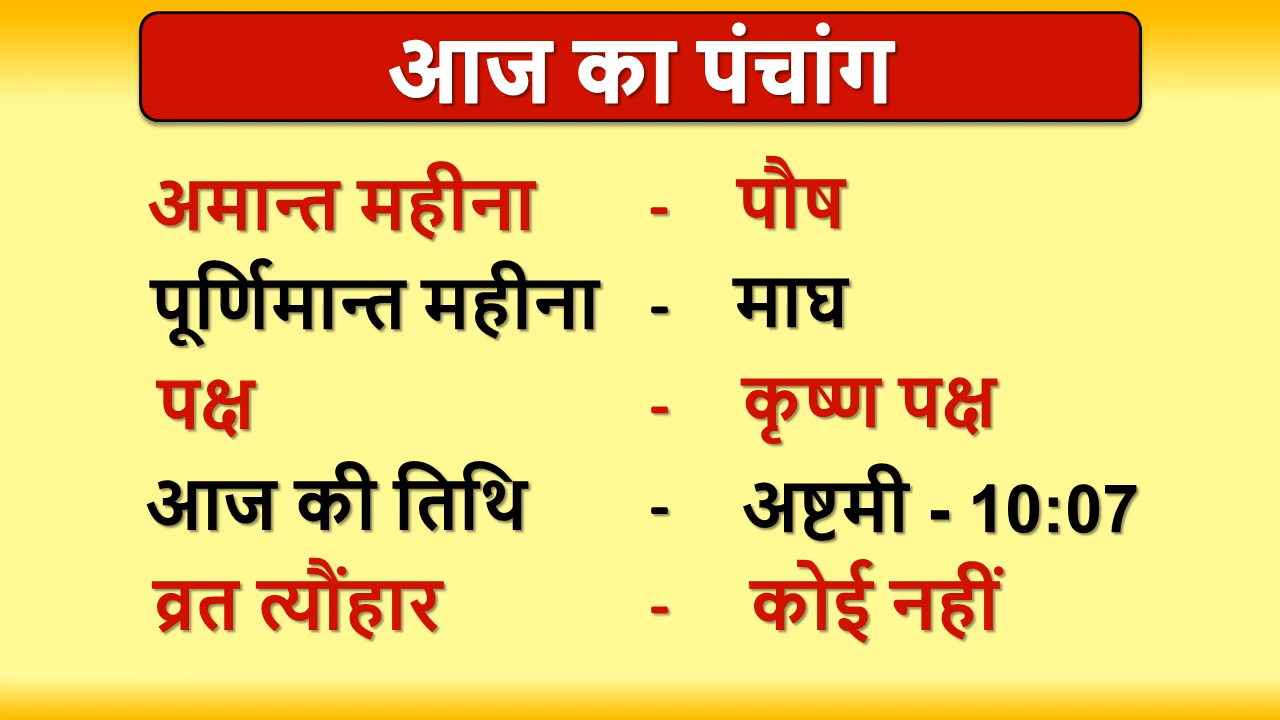 आज का पंचांग
अमान्त महीना - पौष
पूर्णिमान्त महीना - माघ
पक्ष - कृष्ण पक्ष
आज की तिथि - अष्टमी - 10:07
व्रत त्यौंहार - कोई नहीं